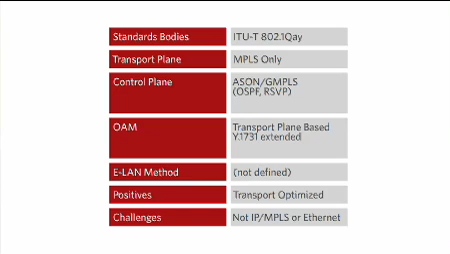 Standards Bodies ITU-T 802.1Qay
Transport Plane MPLS Only
Control Plane ASON/GMPLS
(OSPF, RSVP)
OAM Transport Plane Based
Y.1731 extended
E-LAN Method (not defined)
Positives Transport Optimized
Challenges Not IP/MPLS or Ethernet